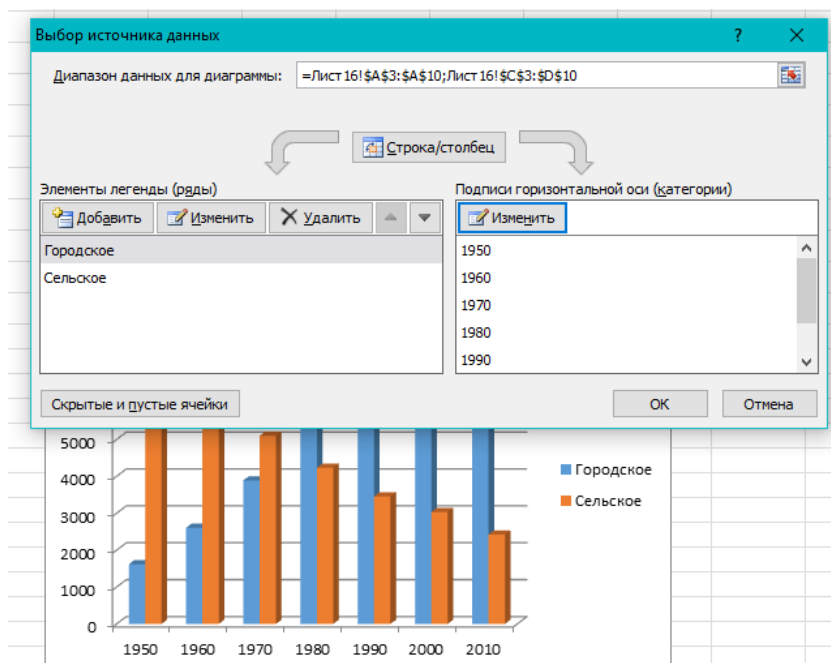 Выбор источника данных ? ×
Диапазон данных для диаграммы: =Лист16!$A$3:$A$10;Лист16!$C$3:$D$10
Строка/столбец
Элементы легенды (ряды)
Добавить Изменить Удалить
Городское
Сельское
Подписи горизонтальной оси (категории)
Изменить
1950
1960
1970
1980
1990
Скрытые и пустые ячейки
ОК Отмена
5000
4000
3000
2000
1000
0
1950 1960 1970 1980 1990 2000 2010
Городское
Сельское